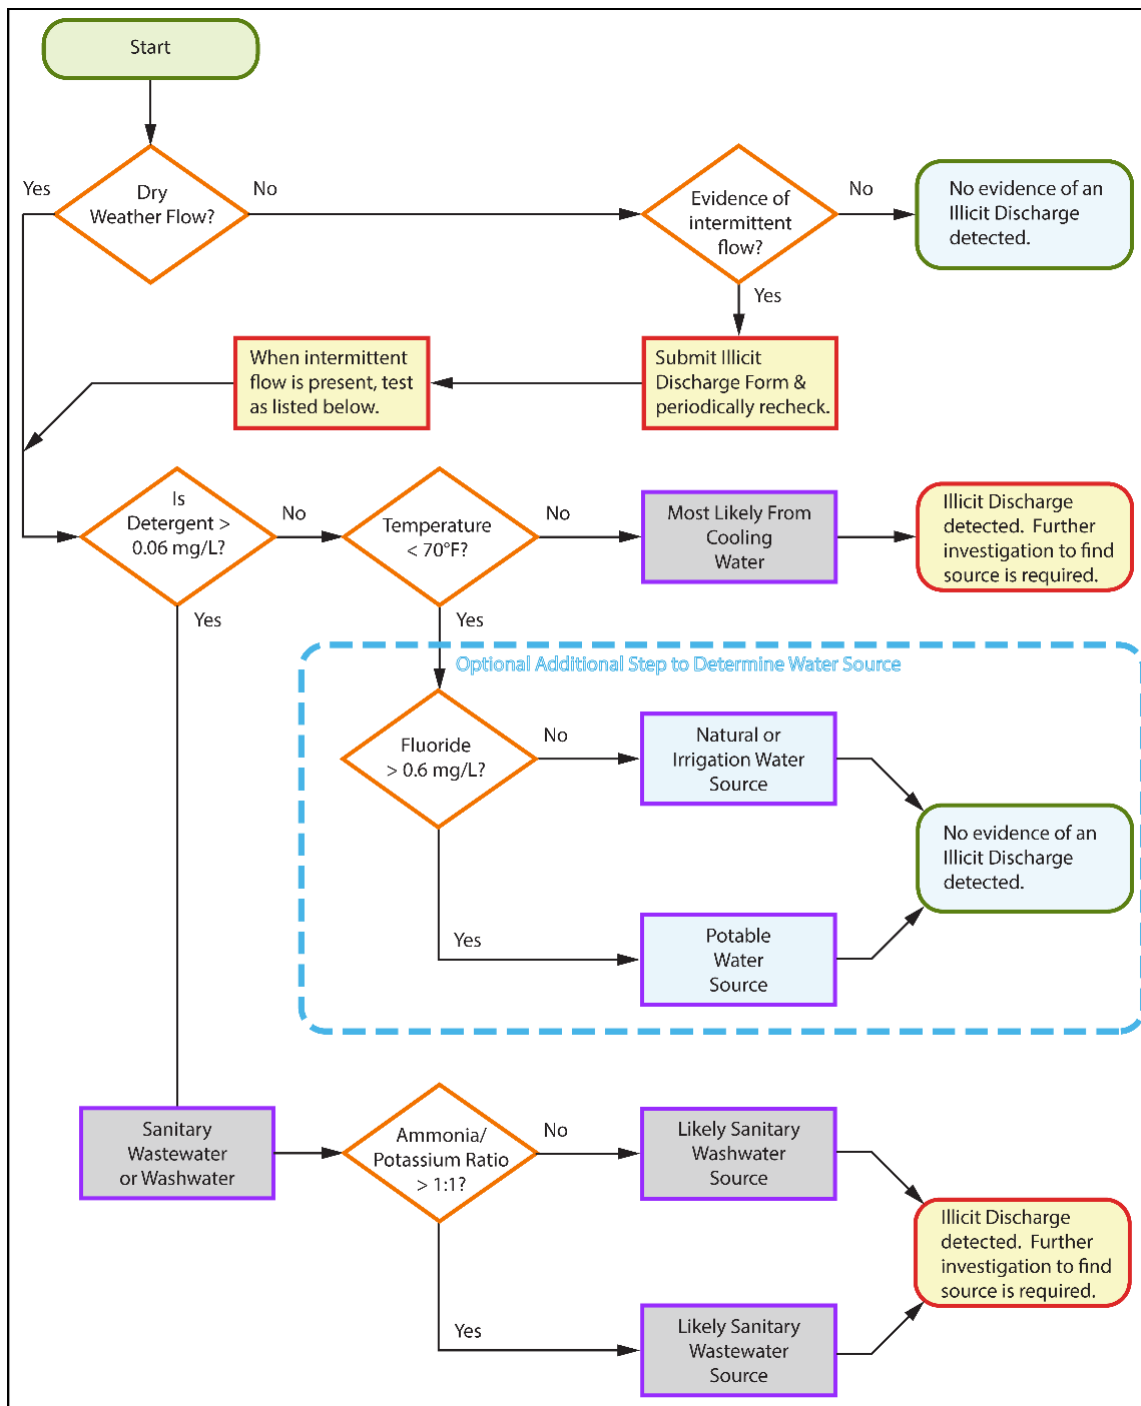 Start
Yes
Dry
Weather Flow?
No
Evidence of
intermittent
flow?
No
No evidence of an
Illicit Discharge
detected.
Yes
When intermittent
flow is present, test
as listed below.
Submit Illicit
Discharge Form &
periodically recheck.
Is
Detergent >
0.06 mg/L?
No
Temperature
< 70°F?
No
Most Likely From
Cooling
Water
Illicit Discharge
detected. Further
investigation to find
source is required.
Yes
Yes
Optional Additional Step to Determine Water Source
Fluoride
> 0.6 mg/L?
No
Natural or
Irrigation Water
Source
No evidence of an
Illicit Discharge
detected.
Yes
Potable
Water
Source
Sanitary
Wastewater
or Washwater
Ammonia/
Potassium Ratio
> 1:1?
No
Likely Sanitary
Washwater
Source
Illicit Discharge
detected. Further
investigation to find
source is required.
Yes
Likely Sanitary
Wastewater
Source